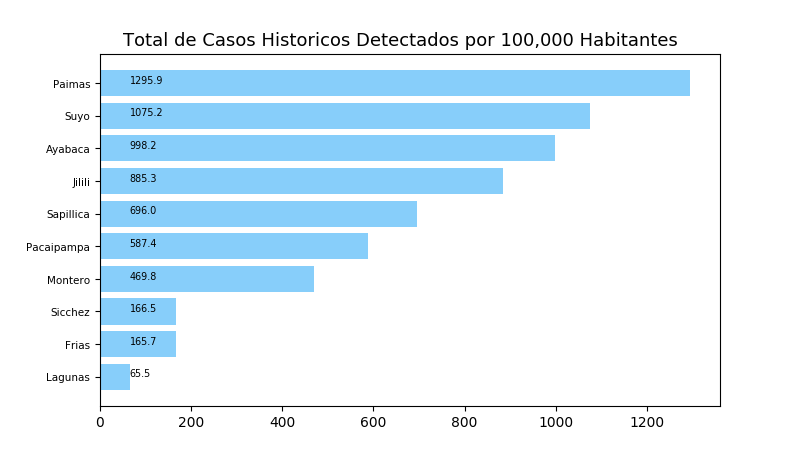 Total de Casos Historicos Detectados por 100,000 Habitantes
Paimas 1295.9
Suyo 1075.2
Ayabaca 998.2
Jilili 885.3
Sapillica 696.0
Pacaipampa 587.4
Montero 469.8
Sicchez 166.5
Frias 165.7
Lagunas 65.5
0 200 400 600 800 1000 1200